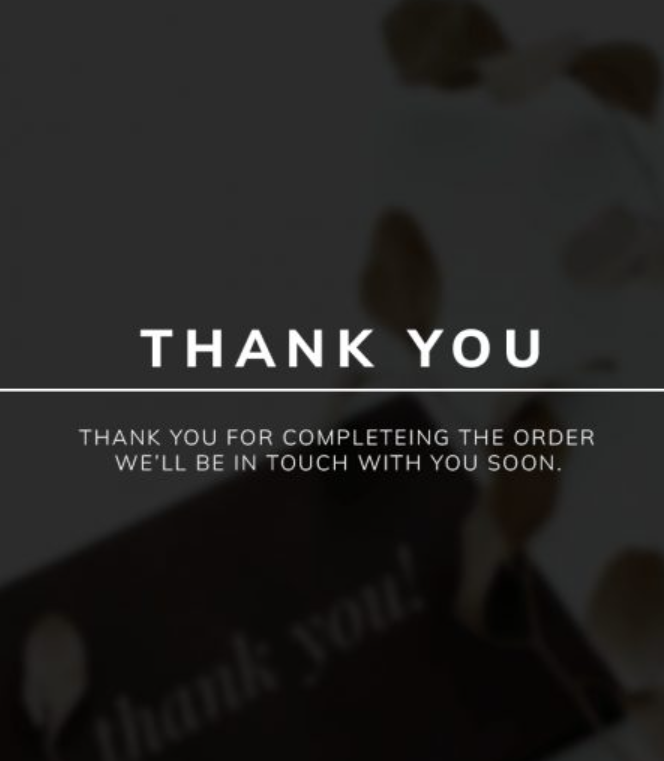 THANK YOU
THANK YOU FOR COMPLETEING THE ORDER
WE'LL BE IN TOUCH WITH YOU SOON.
thank you!